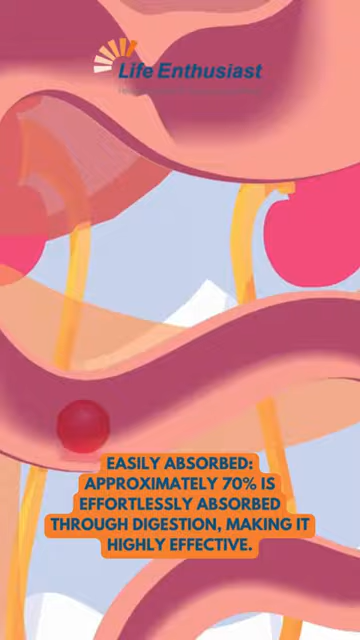 Life Enthusiast
EASILY ABSORBED:
APPROXIMATELY 70% IS
EFFORTLESSLY ABSORBED
THROUGH DIGESTION, MAKING IT
HIGHLY EFFECTIVE.